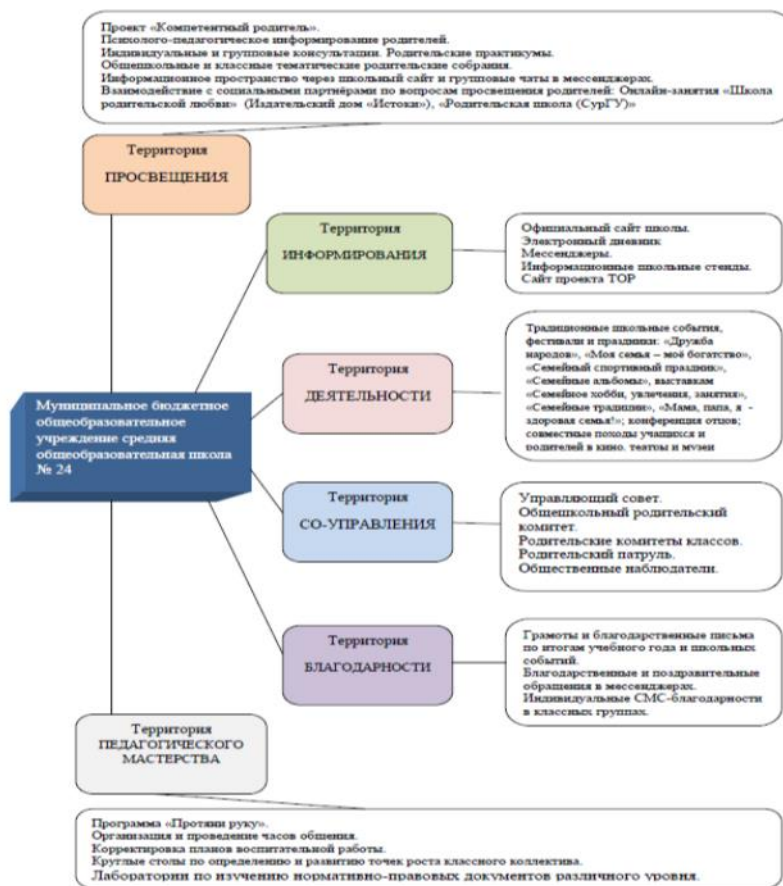 Проект «Компетентный родитель».
Психолого-педагогическое информирование родителей.
Индивидуальные и групповые консультации. Родительские практикумы.
Общешкольные и классные тематические родительские собрания.
Информационное пространство через школьный сайт и групповые чаты в мессенджерах.
Взаимодействие с социальными партнёрами по вопросам просвещения родителей: Онлайн-занятия «Школа
родительской любви» (Издательский дом «Истоки»), «Родительская школа (СурГУ)»
Территория
ПРОСВЕЩЕНИЯ
Территория
ИНФОРМИРОВАНИЯ
Официальный сайт школы.
Электронный дневник
Мессенджеры.
Информационные школьные стенды.
Сайт проекта ТОР
Территория
ДЕЯТЕЛЬНОСТИ
Традиционные школьные события,
фестивали и праздники: «Дружба
народов», «Моя семья – моё богатство»,
«Семейный спортивный праздник»,
«Семейные альбомы», выставкам
«Семейное хобби, увлечения, занятия»,
«Семейные традиции», «Мама, папа, я -
здоровая семья!»; конференция отцов;
совместные походы учащихся и
родителей в кино, театры и музеи
Муниципальное бюджетное
общеобразовательное
учреждение средняя
общеобразовательная школа
№ 24
Территория
СО-УПРАВЛЕНИЯ
Управляющий совет.
Общешкольный родительский
комитет.
Родительские комитеты классов.
Родительский патруль.
Общественные наблюдатели.
Территория
БЛАГОДАРНОСТИ
Грамоты и благодарственные письма
по итогам учебного года и школьных
событий.
Благодарственные и поздравительные
обращения в мессенджерах.
Индивидуальные СМС-благодарности
в классных группах.
Территория
ПЕДАГОГИЧЕСКОГО
МАСТЕРСТВА
Программа «Протяни руку».
Организация и проведение часов общения.
Корректировка планов воспитательной работы.
Круглые столы по определению и развитию точек роста классного коллектива.
Лаборатории по изучению нормативно-правовых документов различного уровня.